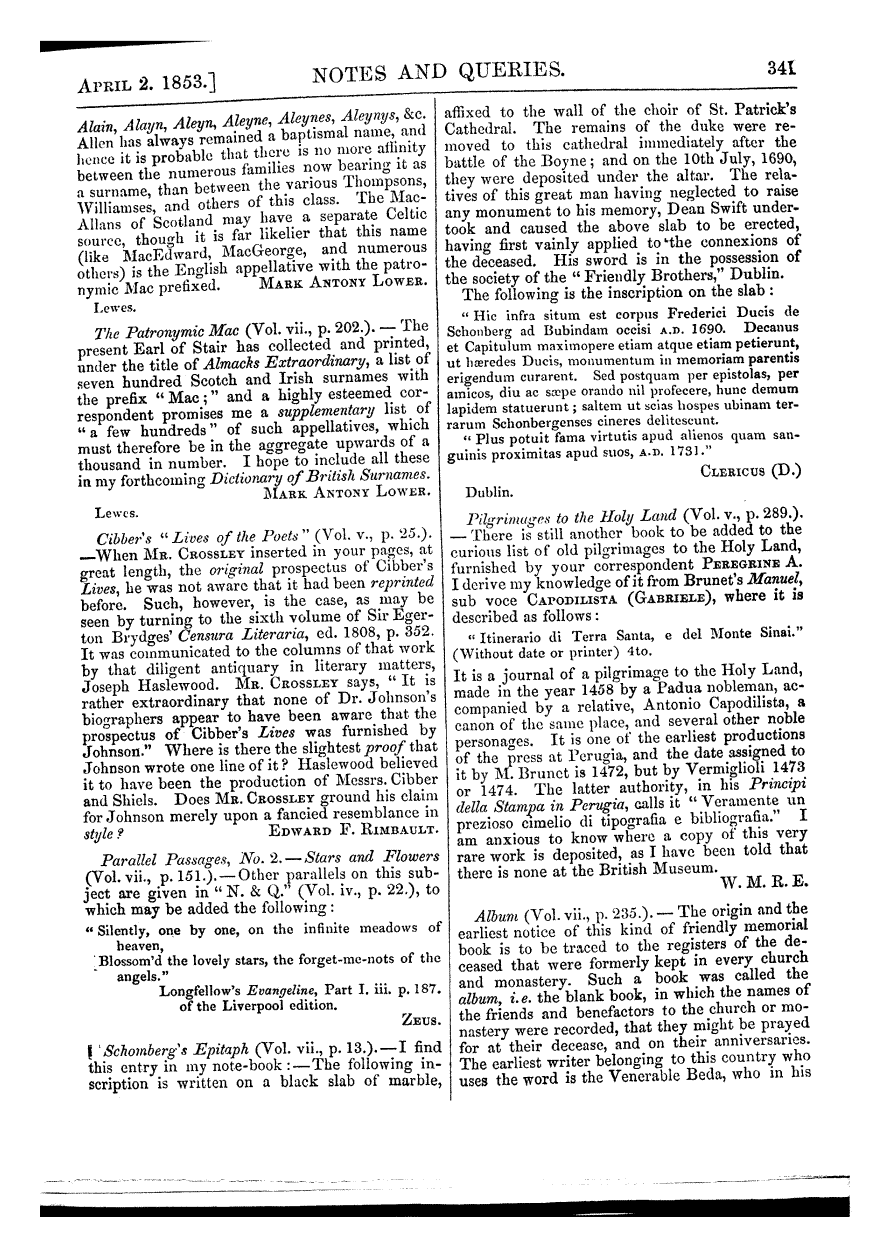 APRIL 2. 1853.]
NOTES AND QUERIES.
341
Alain, Alayn, Aleyn, Aleyne, Aleynes, Aleynys, &c.
Allen has always remained a baptismal name, and
hence it is probable that there is no more affinity
between the numerous families now bearing it as
a surname, than between the various Thompsons,
Williamses, and others of this class. The Mac-
Allans of Scotland may have a separate Celtic
source, though it is far likelier that this name
(like MacEdward, MacGeorge, and numerous
others) is the English appellative with the patro-
nymic Mac prefixed. MARK ANTONY LOWER.
Lewes.
The Patronymic Mac (Vol. vii., p. 202.). — The
present Earl of Stair has collected and printed,
under the title of Almacks Extraordinary, a list of
seven hundred Scotch and Irish surnames with
the prefix “ Mac ;” and a highly esteemed cor-
respondent promises me a supplementary list of
“ a few hundreds ” of such appellatives, which
must therefore be in the aggregate upwards of a
thousand in number. I hope to include all these
in my forthcoming Dictionary of British Surnames.
MARK ANTONY LOWER.
Lewes.
Cibber's “ Lives of the Poets ” (Vol. v., p. 25.).
—When MR. CROSSLEY inserted in your pages, at
great length, the original prospectus of Cibber's
Lives, he was not aware that it had been reprinted
before. Such, however, is the case, as may be
seen by turning to the sixth volume of Sir Eger-
ton Brydges' Censura Literaria, ed. 1808, p. 352.
It was communicated to the columns of that work
by that diligent antiquary in literary matters,
Joseph Haslewood. MR. CROSSLEY says, “ It is
rather extraordinary that none of Dr. Johnson's
biographers appear to have been aware that the
prospectus of Cibber's Lives was furnished by
Johnson.” Where is there the slightest proof that
Johnson wrote one line of it ? Haslewood believed
it to have been the production of Messrs. Cibber
and Shiels. Does MR. CROSSLEY ground his claim
for Johnson merely upon a fancied resemblance in
style ? EDWARD F. RIMBAULT.
Parallel Passages, No. 2. — Stars and Flowers
(Vol. vii., p. 151.).—Other parallels on this sub-
ject are given in “ N. & Q.” (Vol. iv., p. 22.), to
which may be added the following :
“ Silently, one by one, on the infinite meadows of
heaven,
Blossom'd the lovely stars, the forget-me-nots of the
angels.”
Longfellow's Evangeline, Part I. iii. p. 187.
of the Liverpool edition.
ZEUS.
Schomberg's Epitaph (Vol. vii., p. 13.).—I find
this entry in my note-book :—The following in-
scription is written on a black slab of marble,
affixed to the wall of the choir of St. Patrick's
Cathedral. The remains of the duke were re-
moved to this cathedral immediately after the
battle of the Boyne ; and on the 10th July, 1690,
they were deposited under the altar. The rela-
tives of this great man having neglected to raise
any monument to his memory, Dean Swift under-
took and caused the above slab to be erected,
having first vainly applied to the connexions of
the deceased. His sword is in the possession of
the society of the “ Friendly Brothers,” Dublin.
The following is the inscription on the slab :
“ Hic infra situm est corpus Frederici Ducis de
Schonberg ad Bubindam occisi A.D. 1690. Decanus
et Capitulum maximopere etiam atque etiam petierunt,
ut hæredes Ducis, monumentum in memoriam parentis
erigendum curarent. Sed postquam per epistolas, per
amicos, diu ac sæpe orando nil profecere, hunc demum
lapidem statuerunt ; saltem ut scias hospes ubinam ter-
rarum Schonbergenses cineres delitescunt.
“ Plus potuit fama virtutis apud alienos quam san-
guinis proximitas apud suos, A.D. 1731.”
CLERICUS (D.)
Dublin.
Pilgrimages to the Holy Land (Vol. v., p. 289.).
— There is still another book to be added to the
curious list of old pilgrimages to the Holy Land,
furnished by your correspondent PEREGRINE A.
I derive my knowledge of it from Brunet's Manuel,
sub voce CAPODILISTA (GABRIELE), where it is
described as follows :
“ Itinerario di Terra Santa, e del Monte Sinai.”
(Without date or printer) 4to.
It is a journal of a pilgrimage to the Holy Land,
made in the year 1458 by a Padua nobleman, ac-
companied by a relative, Antonio Capodilista, a
canon of the same place, and several other noble
personages. It is one of the earliest productions
of the press at Perugia, and the date assigned to
it by M. Brunet is 1472, but by Vermiglioli 1473
or 1474. The latter authority, in his Principi
della Stampa in Perugia, calls it “ Veramente un
prezioso cimelio di tipografia e bibliografia.” I
am anxious to know where a copy of this very
rare work is deposited, as I have been told that
there is none at the British Museum.
W. M. R. E.
Album (Vol. vii., p. 235.). — The origin and the
earliest notice of this kind of friendly memorial
book is to be traced to the registers of the de-
ceased that were formerly kept in every church
and monastery. Such a book was called the
album, i.e. the blank book, in which the names of
the friends and benefactors to the church or mo-
nastery were recorded, that they might be prayed
for at their decease, and on their anniversaries.
The earliest writer belonging to this country who
uses the word is the Venerable Beda, who in his